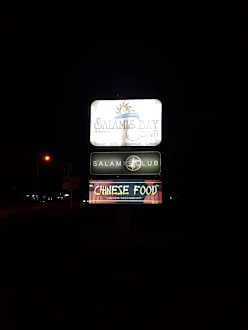 SALAMIS BAY
CONTI
SALAMIS CLUB
CHINESE FOOD